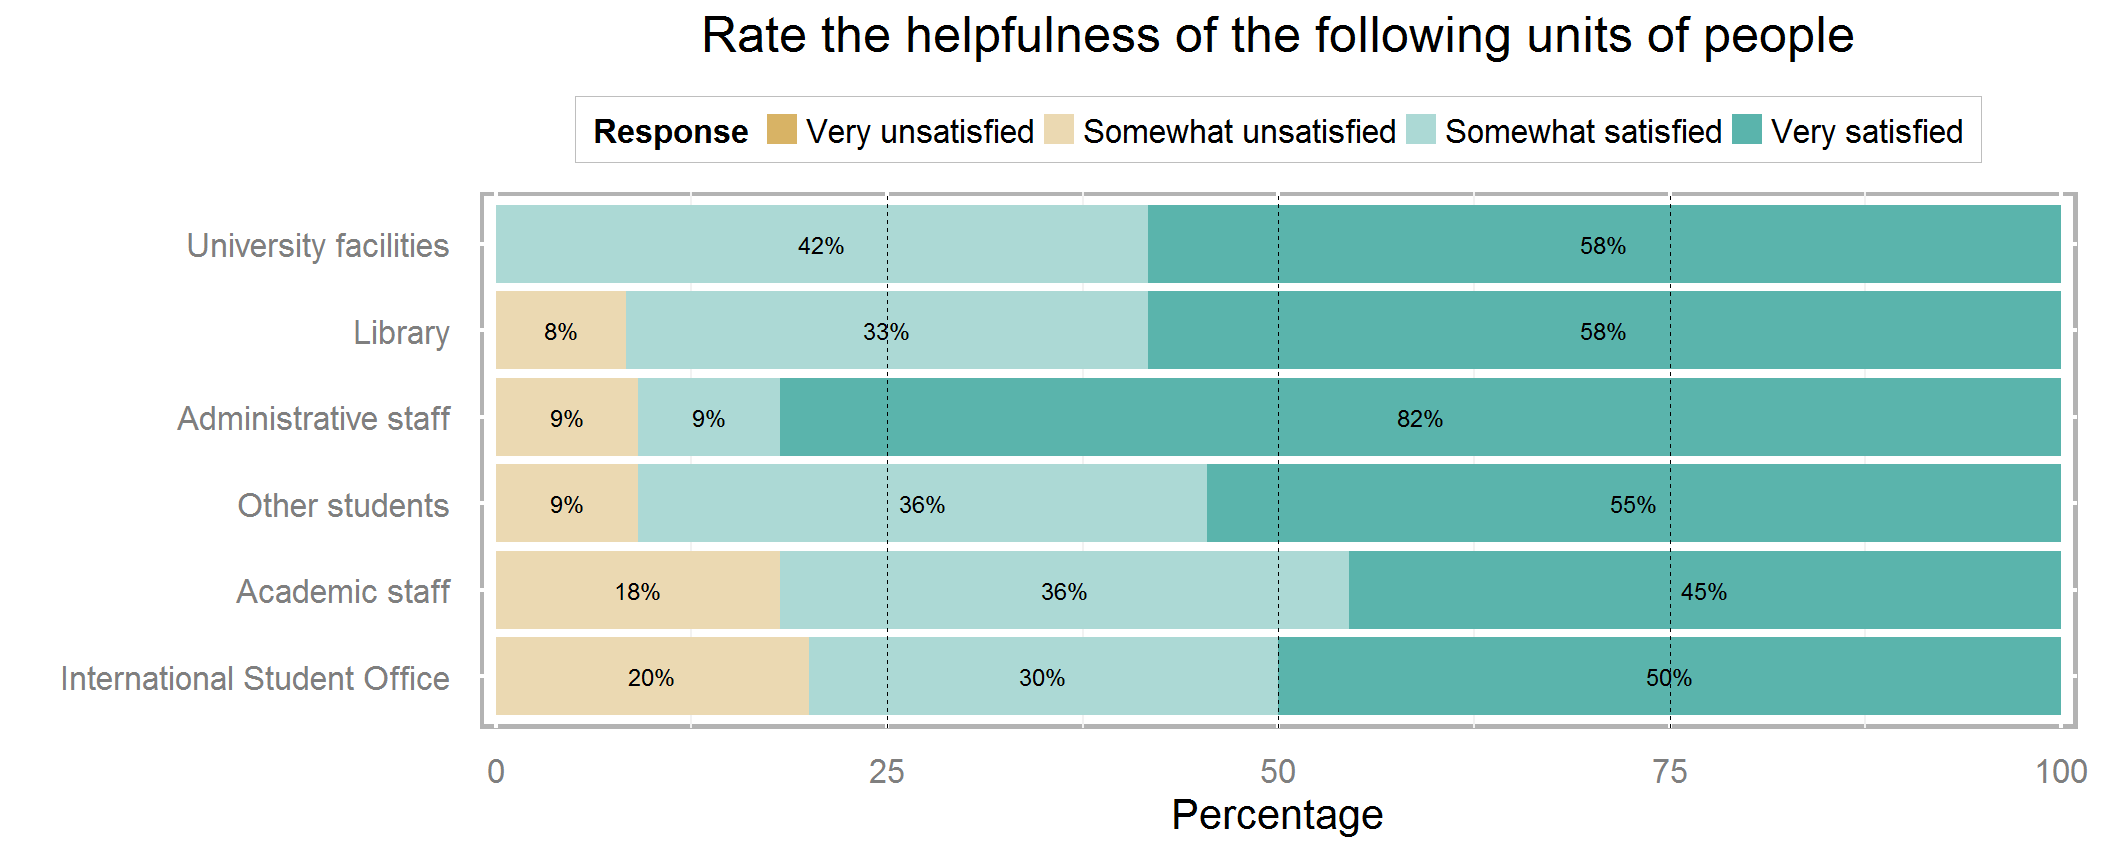 Rate the helpfulness of the following units of people
Response Very unsatisfied Somewhat unsatisfied Somewhat satisfied Very satisfied
University facilities 42% 58%
Library 8% 33% 58%
Administrative staff 9% 9% 82%
Other students 9% 36% 55%
Academic staff 18% 36% 45%
International Student Office 20% 30% 50%
0 25 50 75 100
Percentage